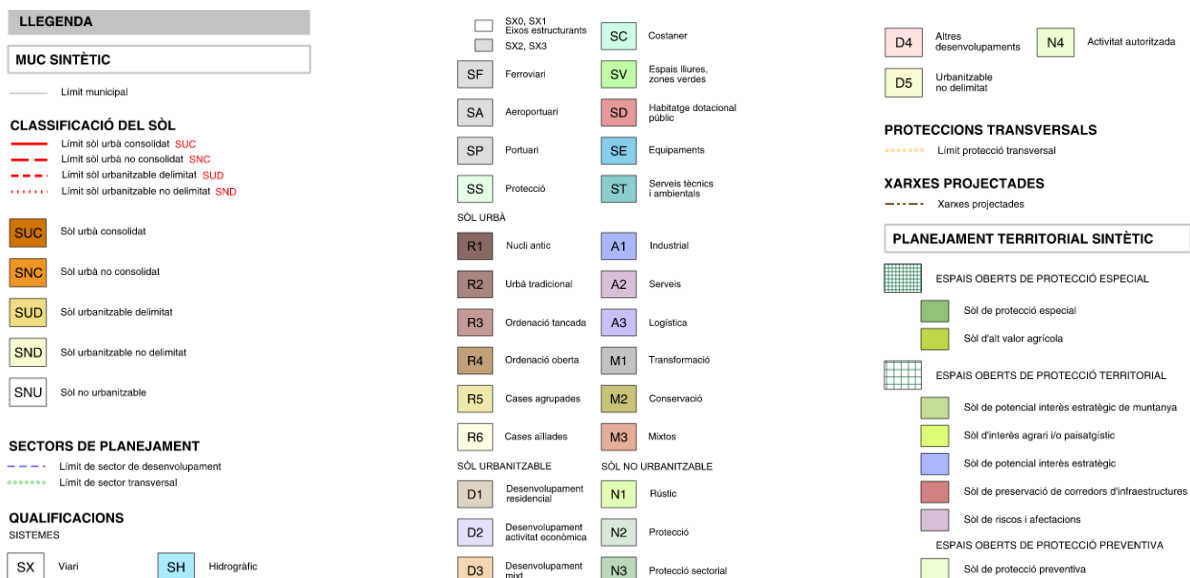 LLEGENDA
MUC SINTÈTIC
Límit municipal
CLASSIFICACIÓ DEL SÒL
Límit sòl urbà consolidat SUC
Límit sòl urbà no consolidat SNC
Límit sòl urbanitzable delimitat SUD
Límit sòl urbanitzable no delimitat SND
SUC Sòl urbà consolidat
SNC Sòl urbà no consolidat
SUD Sòl urbanitzable delimitat
SND Sòl urbanitzable no delimitat
SNU Sòl no urbanitzable
SECTORS DE PLANEJAMENT
Límit de sector de desenvolupament
Límit de sector transversal
QUALIFICACIONS
SISTEMES
SX Viari
SH Hidrogràfic
SX0, SX1
Eixos estructurants
SX2, SX3
SC Costaner
SF Ferroviari
SV Espais lliures,
zones verdes
SA Aeroportuari
SD Habitatge dotacional
públic
SP Portuari
SE Equipaments
SS Protecció
ST Serveis tècnics
i ambientals
SÒL URBÀ
R1 Nucli antic
A1 Industrial
R2 Urbà tradicional
A2 Serveis
R3 Ordenació tancada
A3 Logística
R4 Ordenació oberta
M1 Transformació
R5 Cases agrupades
M2 Conservació
R6 Cases aïllades
M3 Mixtos
SÒL URBANITZABLE
SÒL NO URBANITZABLE
D1 Desenvolupament
residencial
N1 Rústic
D2 Desenvolupament
activitat econòmica
N2 Protecció
D3 Desenvolupament
mixt
N3 Protecció sectorial
D4 Altres
desenvolupaments
N4 Activitat autoritzada
D5 Urbanitzable
no delimitat
PROTECCIONS TRANSVERSALS
Límit protecció transversal
XARXES PROJECTADES
Xarxes projectades
PLANEJAMENT TERRITORIAL SINTÈTIC
ESPAIS OBERTS DE PROTECCIÓ ESPECIAL
Sòl de protecció especial
Sòl d'alt valor agrícola
ESPAIS OBERTS DE PROTECCIÓ TERRITORIAL
Sòl de potencial interès estratègic de muntanya
Sòl d'interès agrari i/o paisatgístic
Sòl de potencial interès estratègic
Sòl de preservació de corredors d'infraestructures
Sòl de riscos i afectacions
ESPAIS OBERTS DE PROTECCIÓ PREVENTIVA
Sòl de protecció preventiva